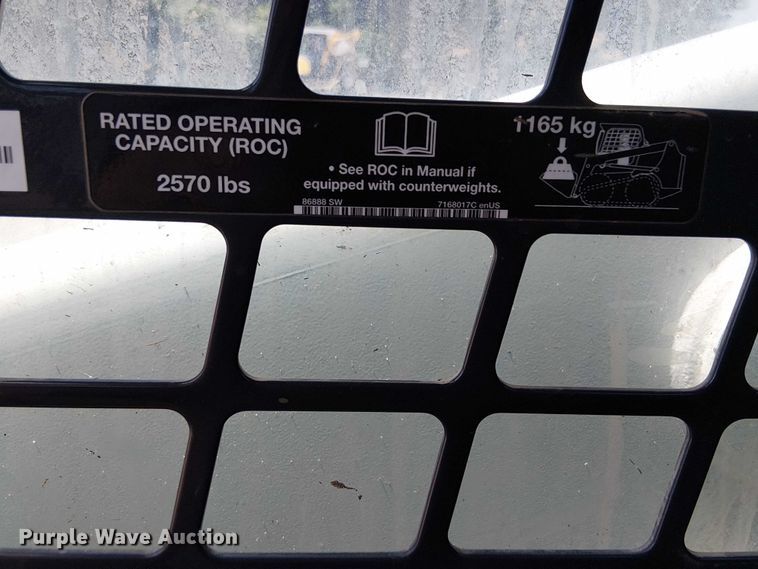 RATED OPERATING
CAPACITY (ROC)
2570 lbs
• See ROC in Manual if
equipped with counterweights.
86888 SW
7168017C enUS
1165 kg
Purple Wave Auction